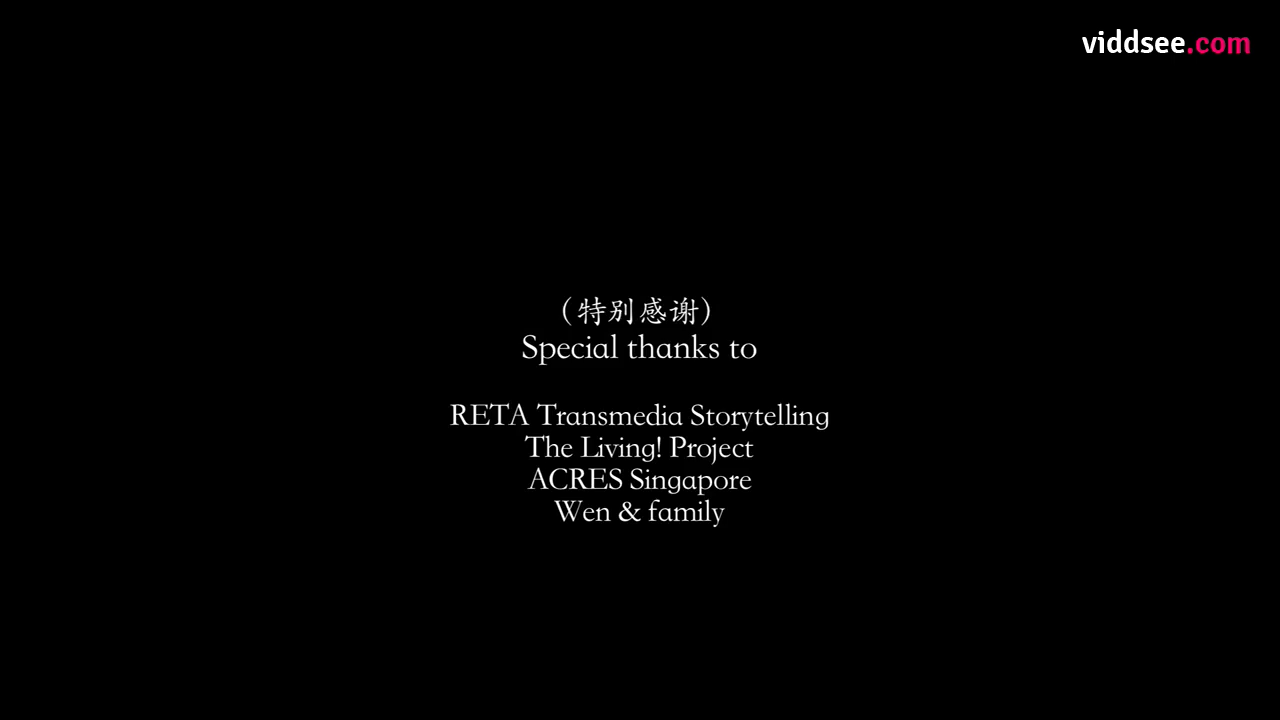 viddsee.com
(特别感谢)
Special thanks to
RETA Transmedia Storytelling
The Living! Project
ACRES Singapore
Wen & family